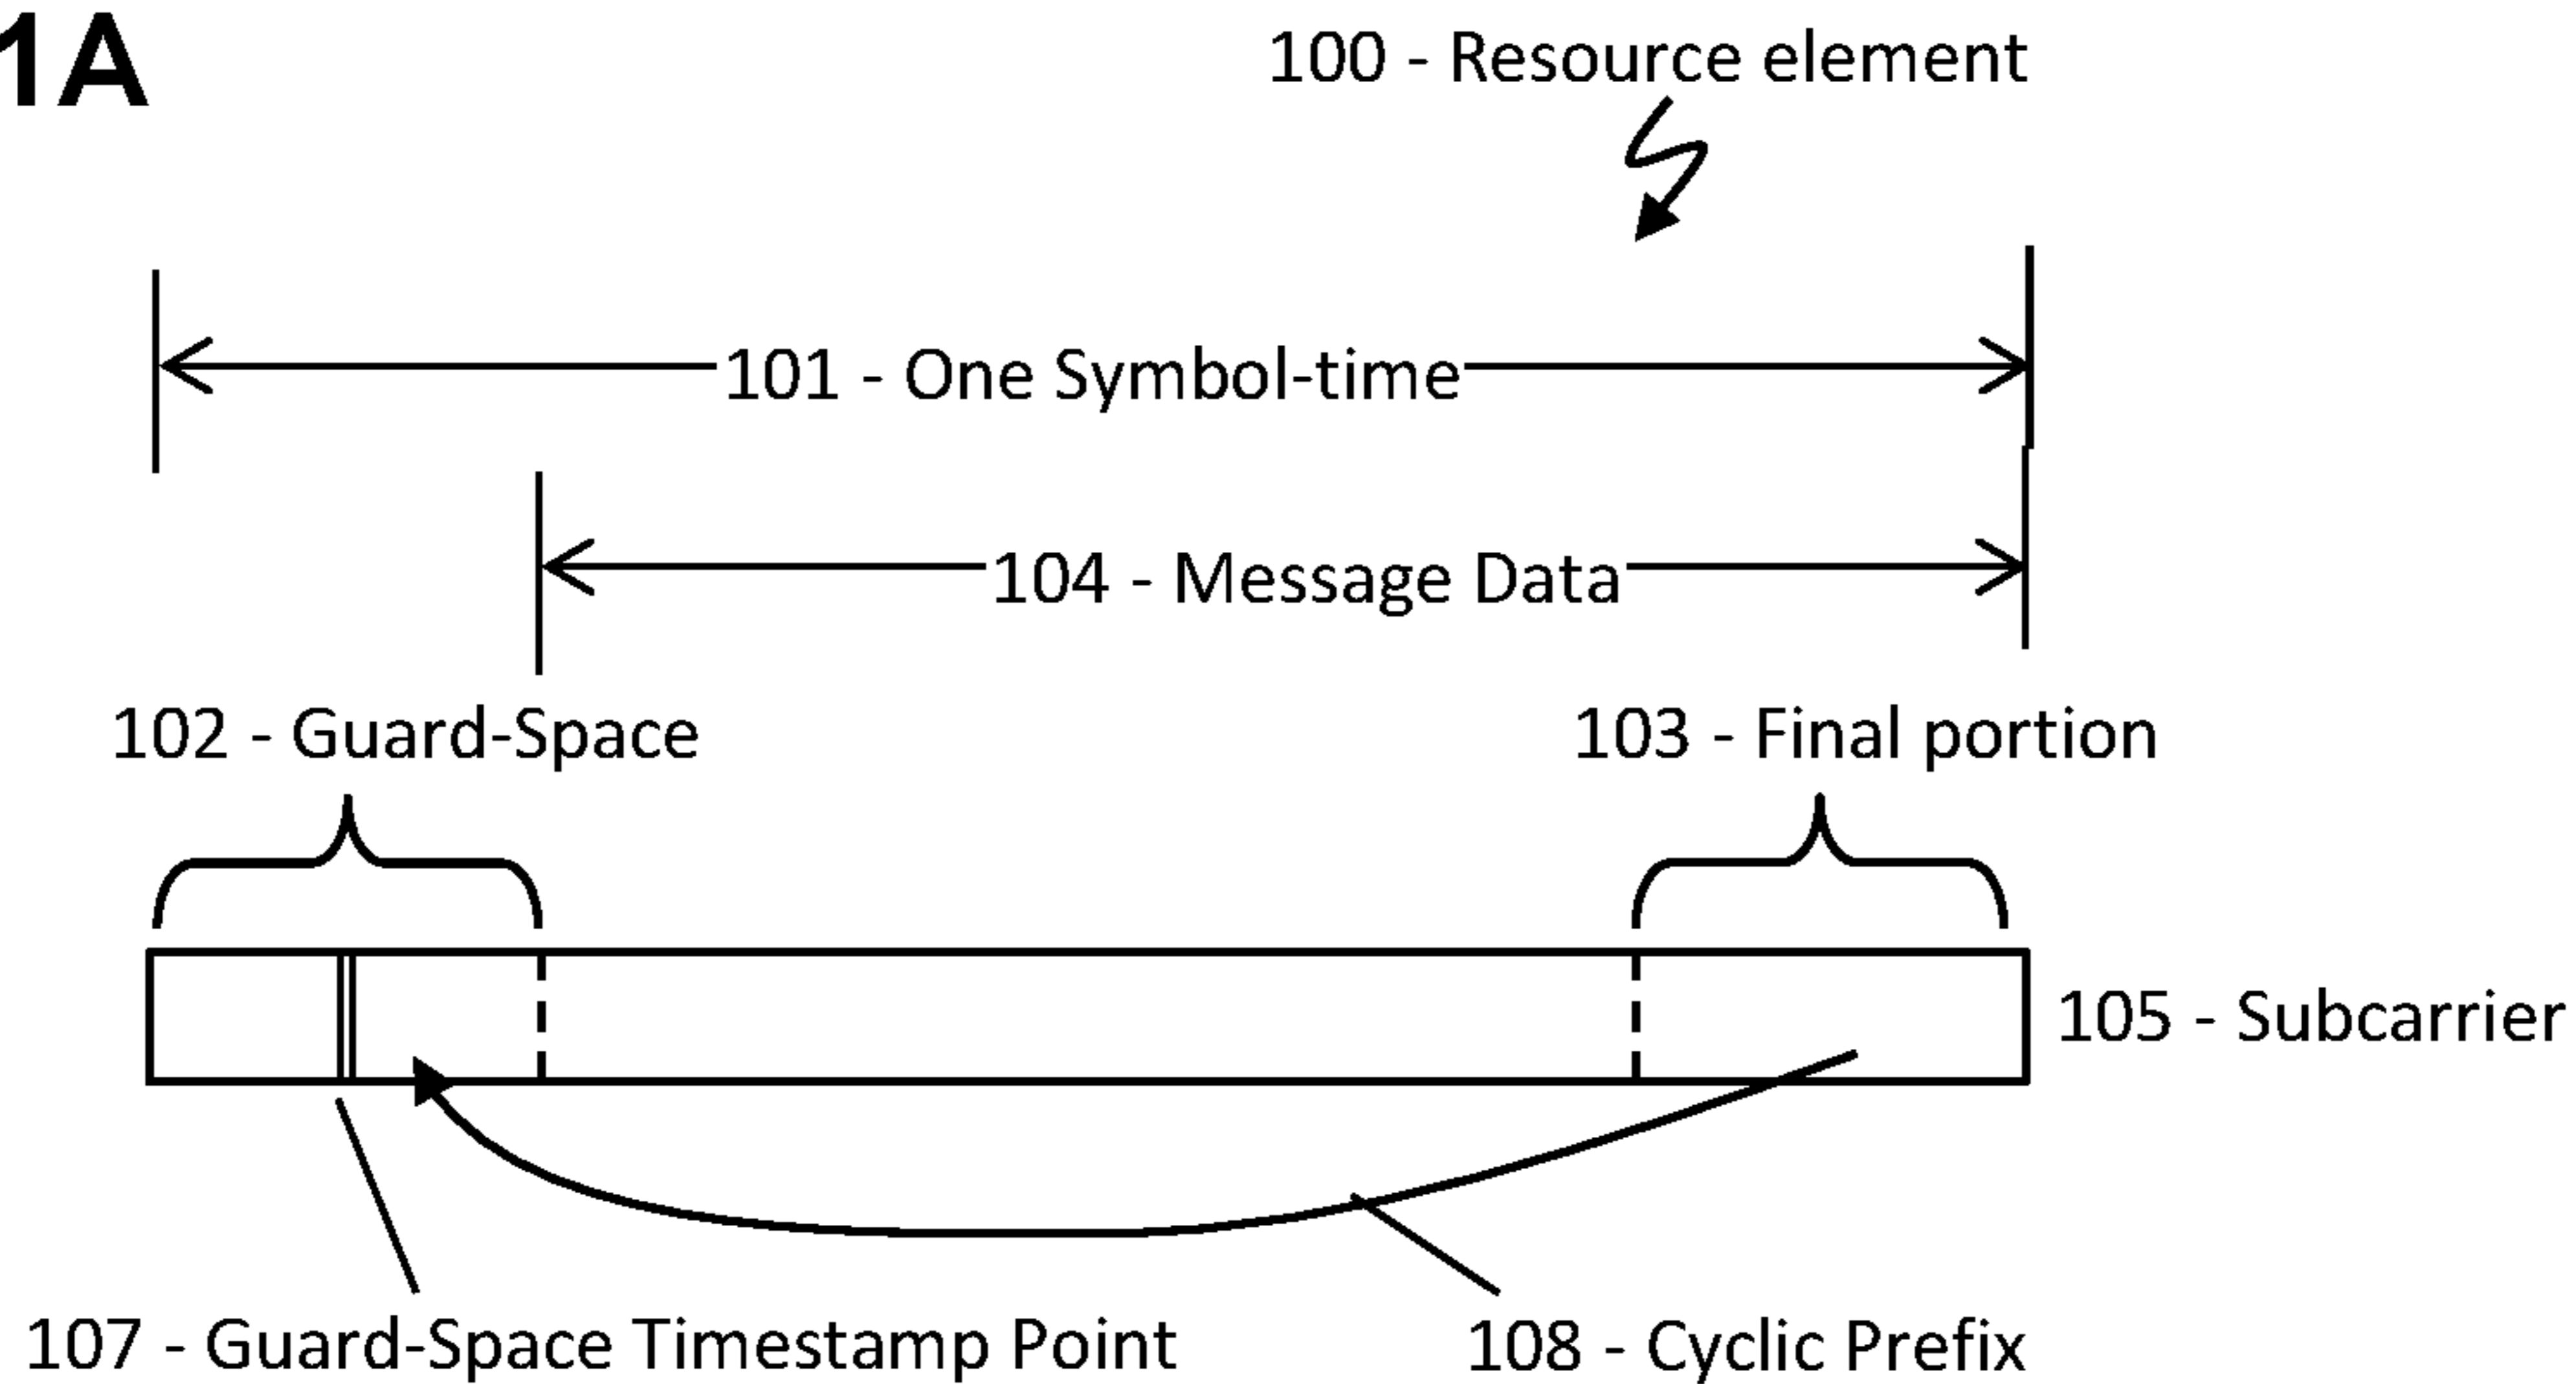 1A
100 - Resource element
101 - One Symbol-time
104 - Message Data
102 - Guard-Space
103 - Final portion
105 - Subcarrier
107 - Guard-Space Timestamp Point
108 - Cyclic Prefix